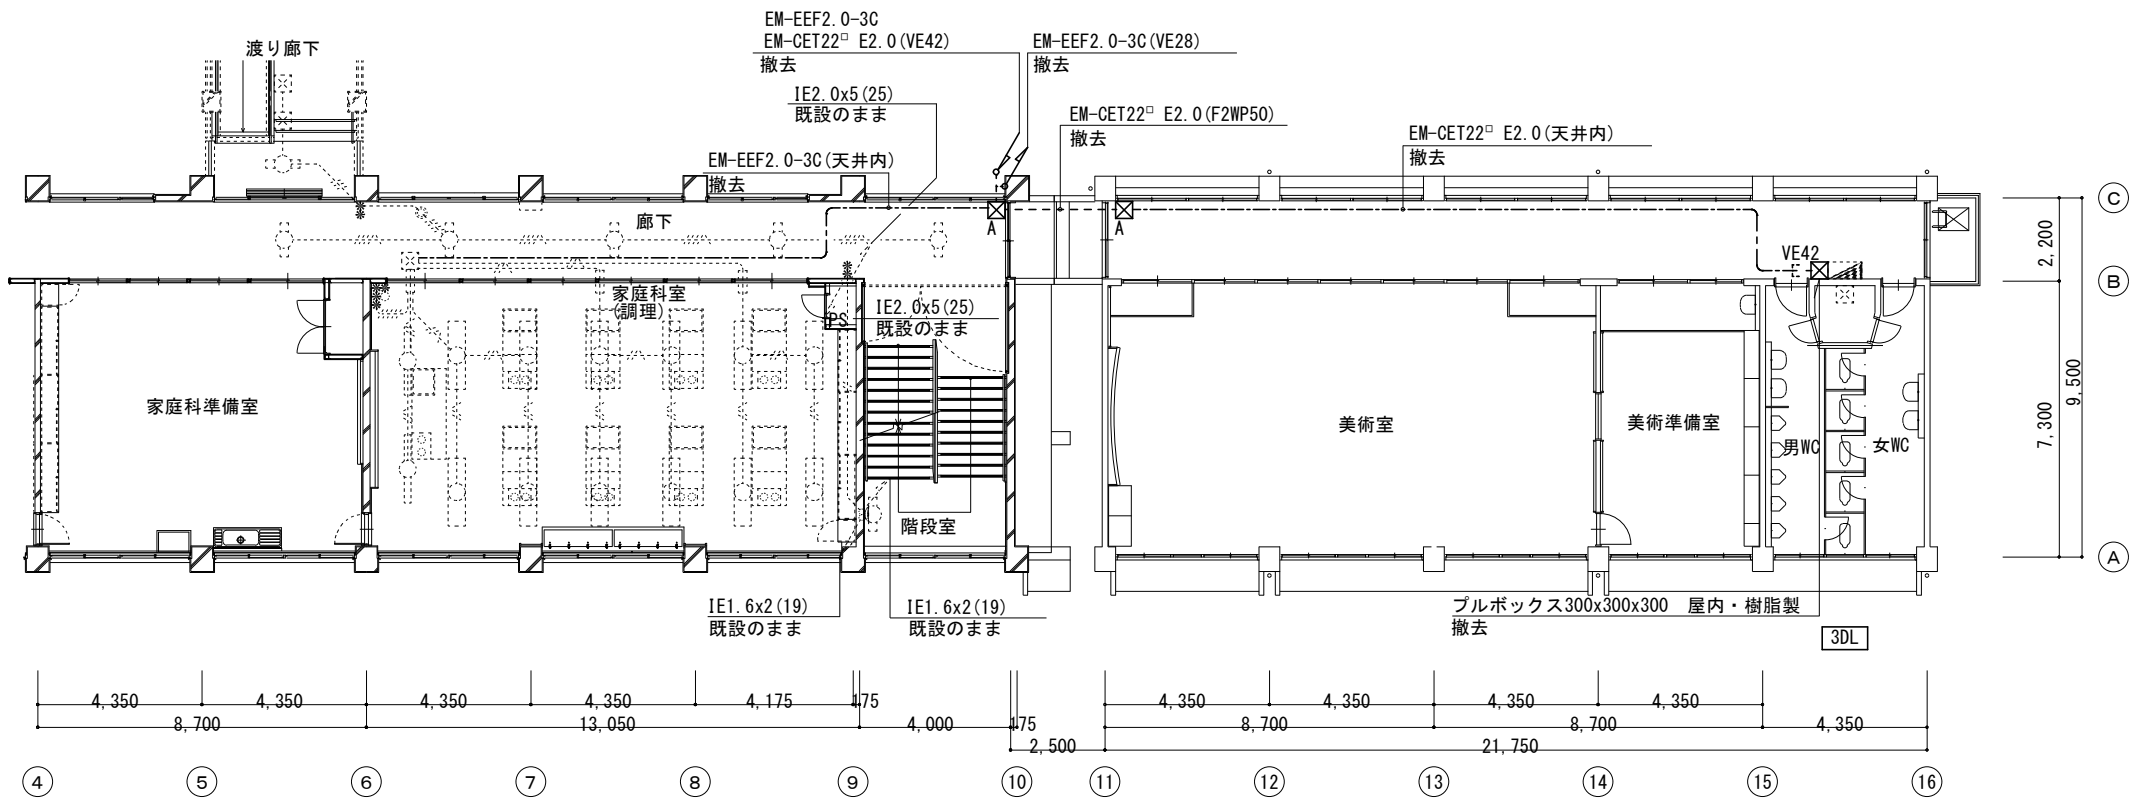 EM-EEF2.0-3C
EM-CET22□ E2.0(VE42)
撤去
EM-EEF2.0-3C(VE28)
撤去
渡り廊下
IE2.0x5(25)
既設のまま
EM-CET22□ E2.0(F2WP50)
撤去
EM-CET22□ E2.0(天井内)
撤去
EM-EEF2.0-3C(天井内)
撤去
廊下
A
A
VE42
C
2,200
B
家庭科室
(調理)
PS
IE2.0x5(25)
既設のまま
家庭科準備室
美術室
美術準備室
男WC
女WC
7,300
9,500
階段室
A
IE1.6x2(19)
既設のまま
IE1.6x2(19)
既設のまま
プルボックス300x300x300 屋内・樹脂製
撤去
3DL
4,350 4,350 4,350 4,350 4,175 175 4,350 4,350 4,350 4,350
8,700 13,050 4,000 175 8,700 8,700 4,350
2,500 21,750
4 5 6 7 8 9 10 11 12 13 14 15 16